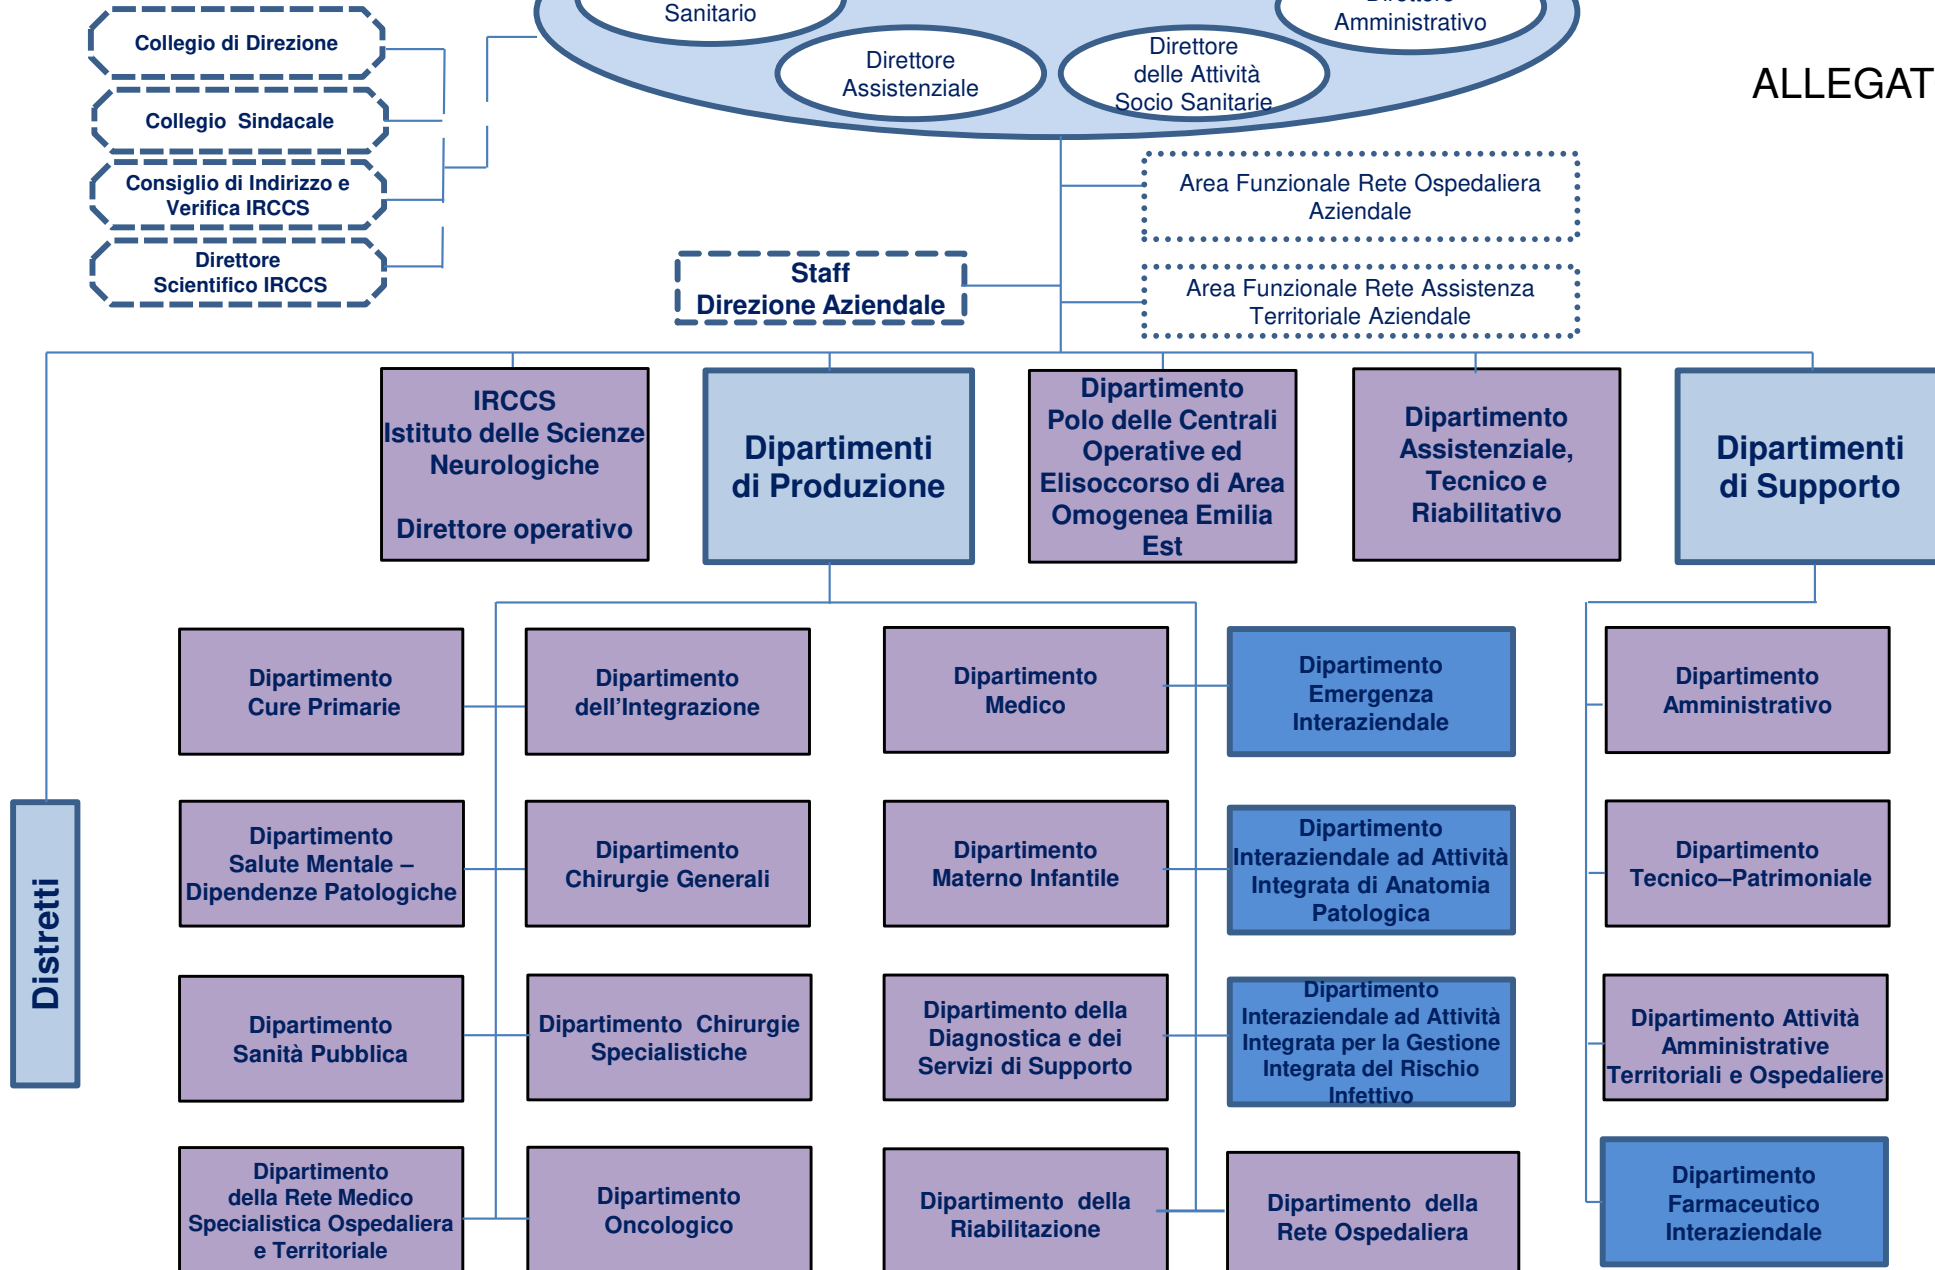 Sanitario
Direttore
Assistenziale
Direttore
delle Attività
Socio Sanitarie
Amministrativo
ALLEGAT
Collegio di Direzione
Collegio Sindacale
Consiglio di Indirizzo e
Verifica IRCCS
Direttore
Scientifico IRCCS
Area Funzionale Rete Ospedaliera
Aziendale
Staff
Direzione Aziendale
Area Funzionale Rete Assistenza
Territoriale Aziendale
IRCCS
Istituto delle Scienze
Neurologiche
Direttore operativo
Dipartimenti
di Produzione
Dipartimento
Polo delle Centrali
Operative ed
Elisoccorso di Area
Omogenea Emilia
Est
Dipartimento
Assistenziale,
Tecnico e
Riabilitativo
Dipartimenti
di Supporto
Dipartimento
Cure Primarie
Dipartimento
dell’Integrazione
Dipartimento
Medico
Dipartimento
Emergenza
Interaziendale
Dipartimento
Amministrativo
Distretti
Dipartimento
Salute Mentale –
Dipendenze Patologiche
Dipartimento
Chirurgie Generali
Dipartimento
Materno Infantile
Dipartimento
Interaziendale ad Attività
Integrata di Anatomia
Patologica
Dipartimento
Tecnico–Patrimoniale
Dipartimento
Sanità Pubblica
Dipartimento Chirurgie
Specialistiche
Dipartimento della
Diagnostica e dei
Servizi di Supporto
Dipartimento
Interaziendale ad Attività
Integrata per la Gestione
Integrata del Rischio
Infettivo
Dipartimento Attività
Amministrative
Territoriali e Ospedaliere
Dipartimento
della Rete Medico
Specialistica Ospedaliera
e Territoriale
Dipartimento
Oncologico
Dipartimento della
Riabilitazione
Dipartimento della
Rete Ospedaliera
Dipartimento
Farmaceutico
Interaziendale